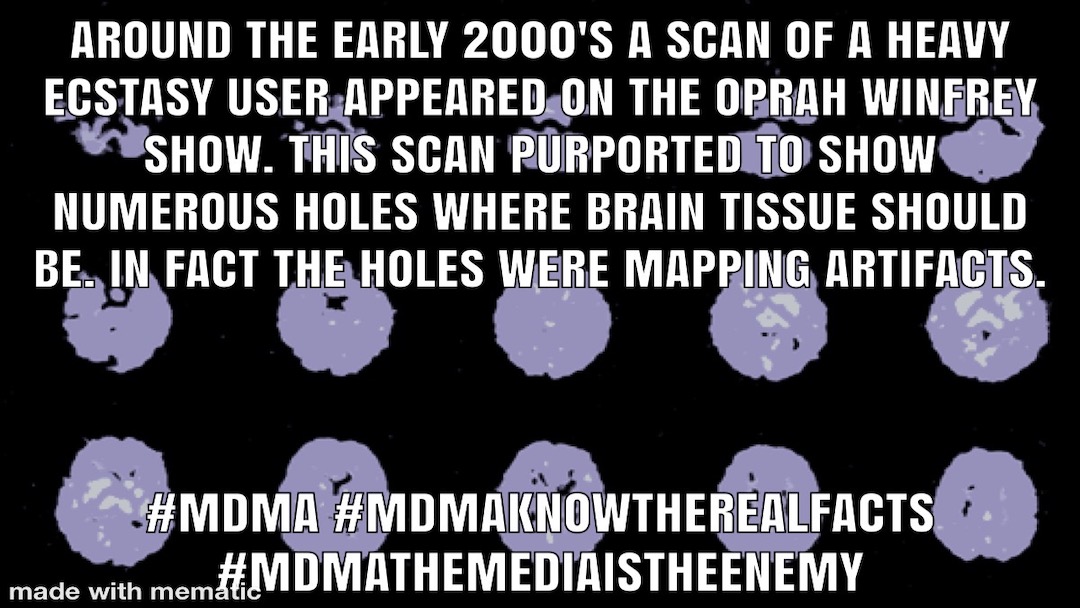 AROUND THE EARLY 2000'S A SCAN OF A HEAVY
ECSTASY USER APPEARED ON THE OPRAH WINFREY
SHOW. THIS SCAN PURPORTED TO SHOW
NUMEROUS HOLES WHERE BRAIN TISSUE SHOULD
BE. IN FACT THE HOLES WERE MAPPING ARTIFACTS.
#MDMA #MDMAKNOWTHEREALFACTS
#MDMATHEMEDIAISTHEENEMY
made with mematic